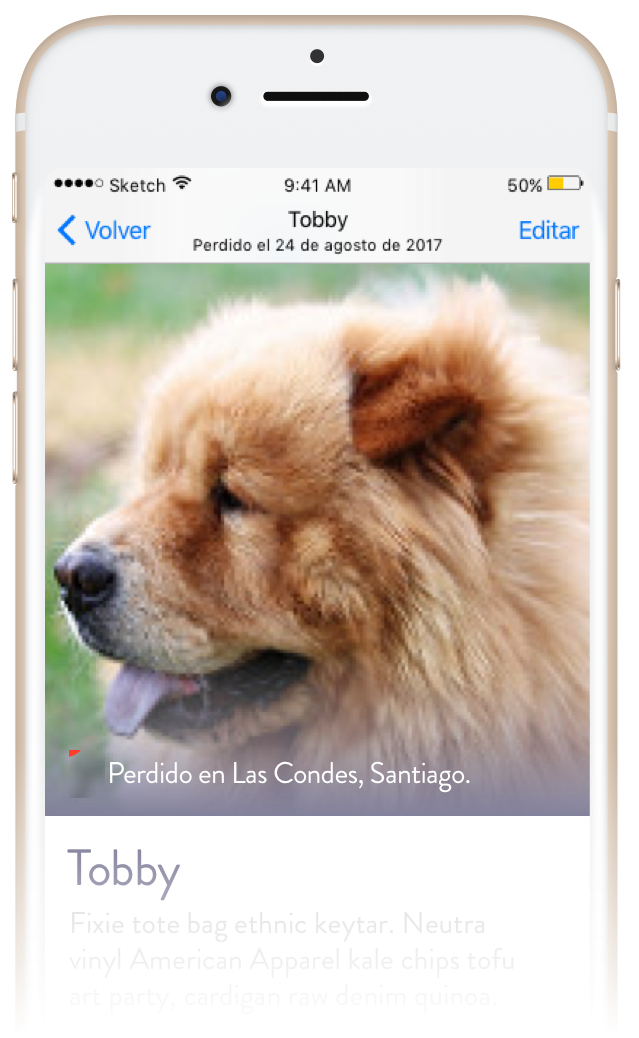 Sketch 9:41 AM 50%
Volver Tobby Editar
Perdido el 24 de agosto de 2017
Perdido en Las Condes, Santiago.
Tobby
Fixie tote bag ethnic keytar. Neutra
vinyl American Apparel kale chips tofu
art party, cardigan raw denim quinoa.